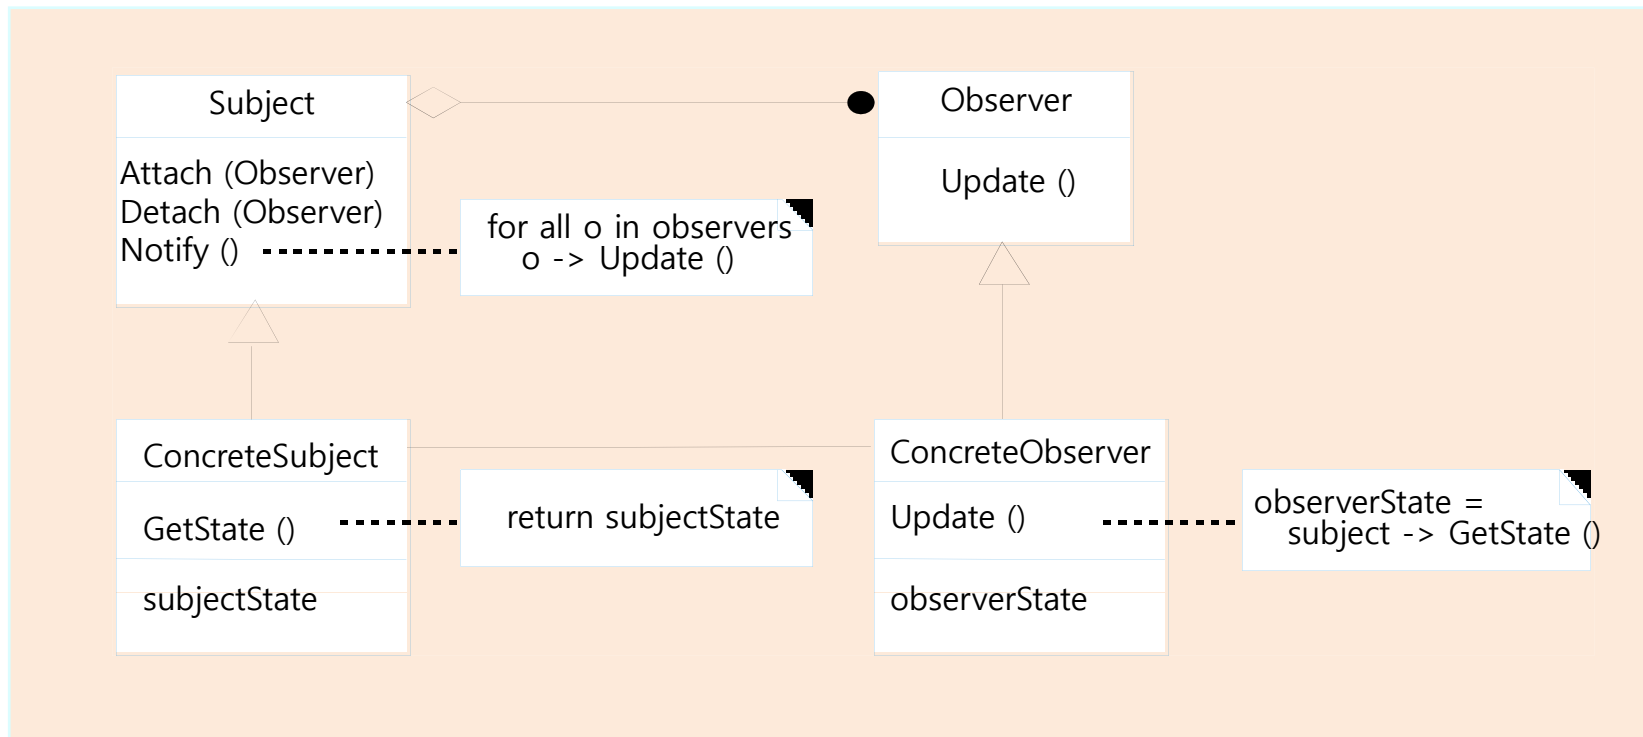 Subject
Attach (Observer)
Detach (Observer)
Notify ()
for all o in observers
o -> Update ()
Observer
Update ()
ConcreteSubject
GetState ()
subjectState
return subjectState
ConcreteObserver
Update ()
observerState
observerState =
subject -> GetState ()